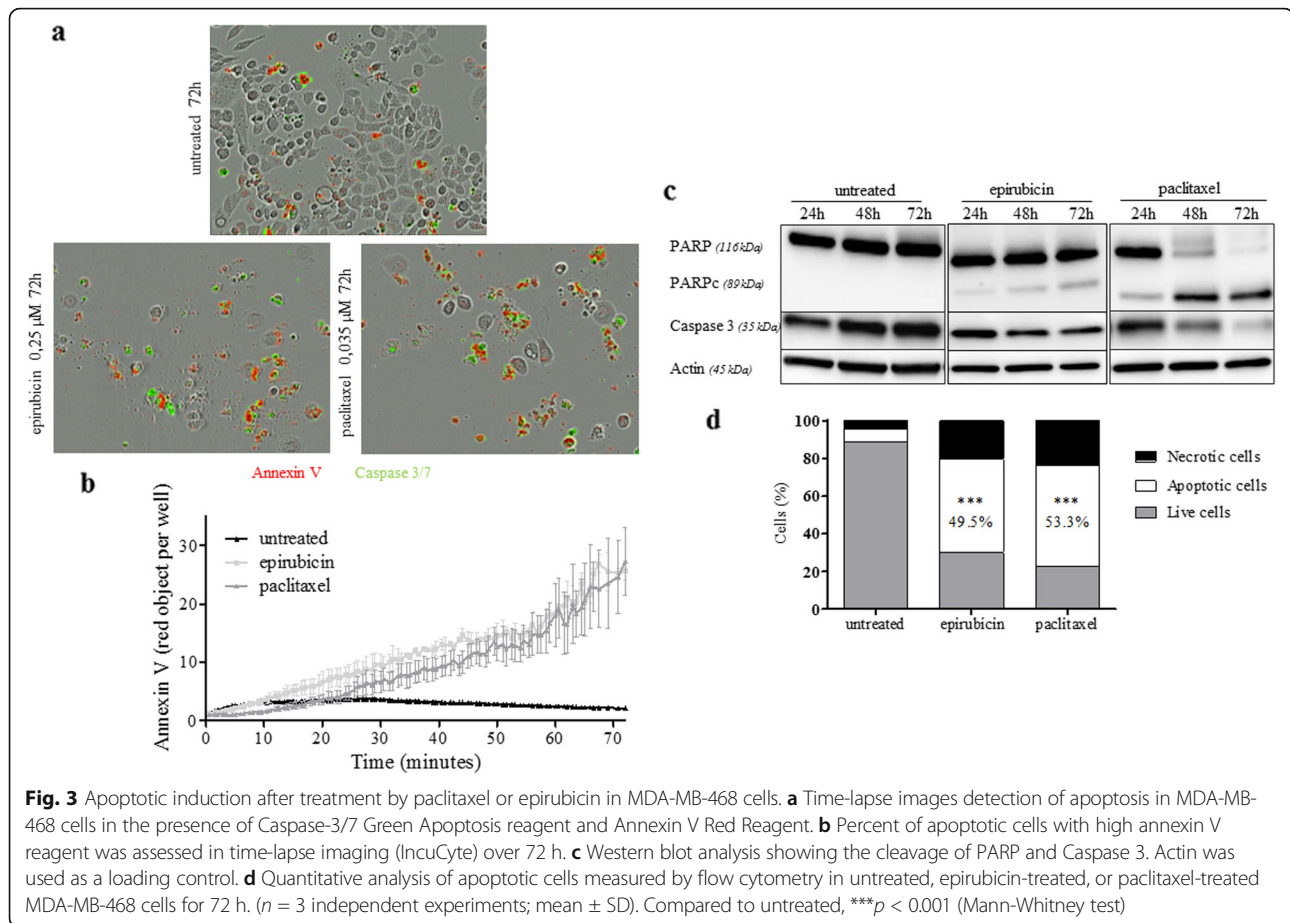 a
untreated 72h
epirubicin 0,25 µM 72h
paclitaxel 0,035 µM 72h
Annexin V
Caspase 3/7
b
Annexin V (red object per well)
30
20
10
0
untreated
epirubicin
paclitaxel
0 10 20 30 40 50 60 70
Time (minutes)
c
untreated epirubicin paclitaxel
24h 48h 72h 24h 48h 72h 24h 48h 72h
PARP (116kDa)
PARPc (89kDa)
Caspase 3 (35 kDa)
Actin (45 kDa)
d
Cells (%)
100
80
60
40
20
0
***
49.5%
***
53.3%
untreated epirubicin paclitaxel
Necrotic cells
Apoptotic cells
Live cells
Fig. 3 Apoptotic induction after treatment by paclitaxel or epirubicin in MDA-MB-468 cells. a Time-lapse images detection of apoptosis in MDA-MB-
468 cells in the presence of Caspase-3/7 Green Apoptosis reagent and Annexin V Red Reagent. b Percent of apoptotic cells with high annexin V
reagent was assessed in time-lapse imaging (IncuCyte) over 72 h. c Western blot analysis showing the cleavage of PARP and Caspase 3. Actin was
used as a loading control. d Quantitative analysis of apoptotic cells measured by flow cytometry in untreated, epirubicin-treated, or paclitaxel-treated
MDA-MB-468 cells for 72 h. (n = 3 independent experiments; mean ± SD). Compared to untreated, ***p < 0.001 (Mann-Whitney test)